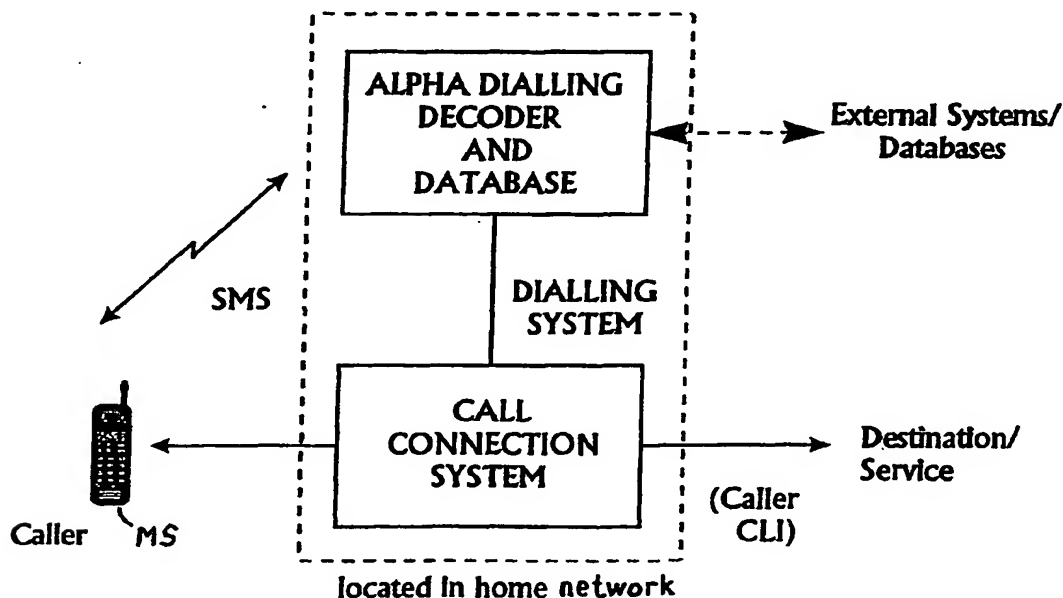 ALPHA DIALLING
DECODER
AND
DATABASE
External Systems/
Databases
SMS
DIALLING
SYSTEM
CALL
CONNECTION
SYSTEM
Destination/
Service
(Caller
CLI)
Caller
MS
located in home network